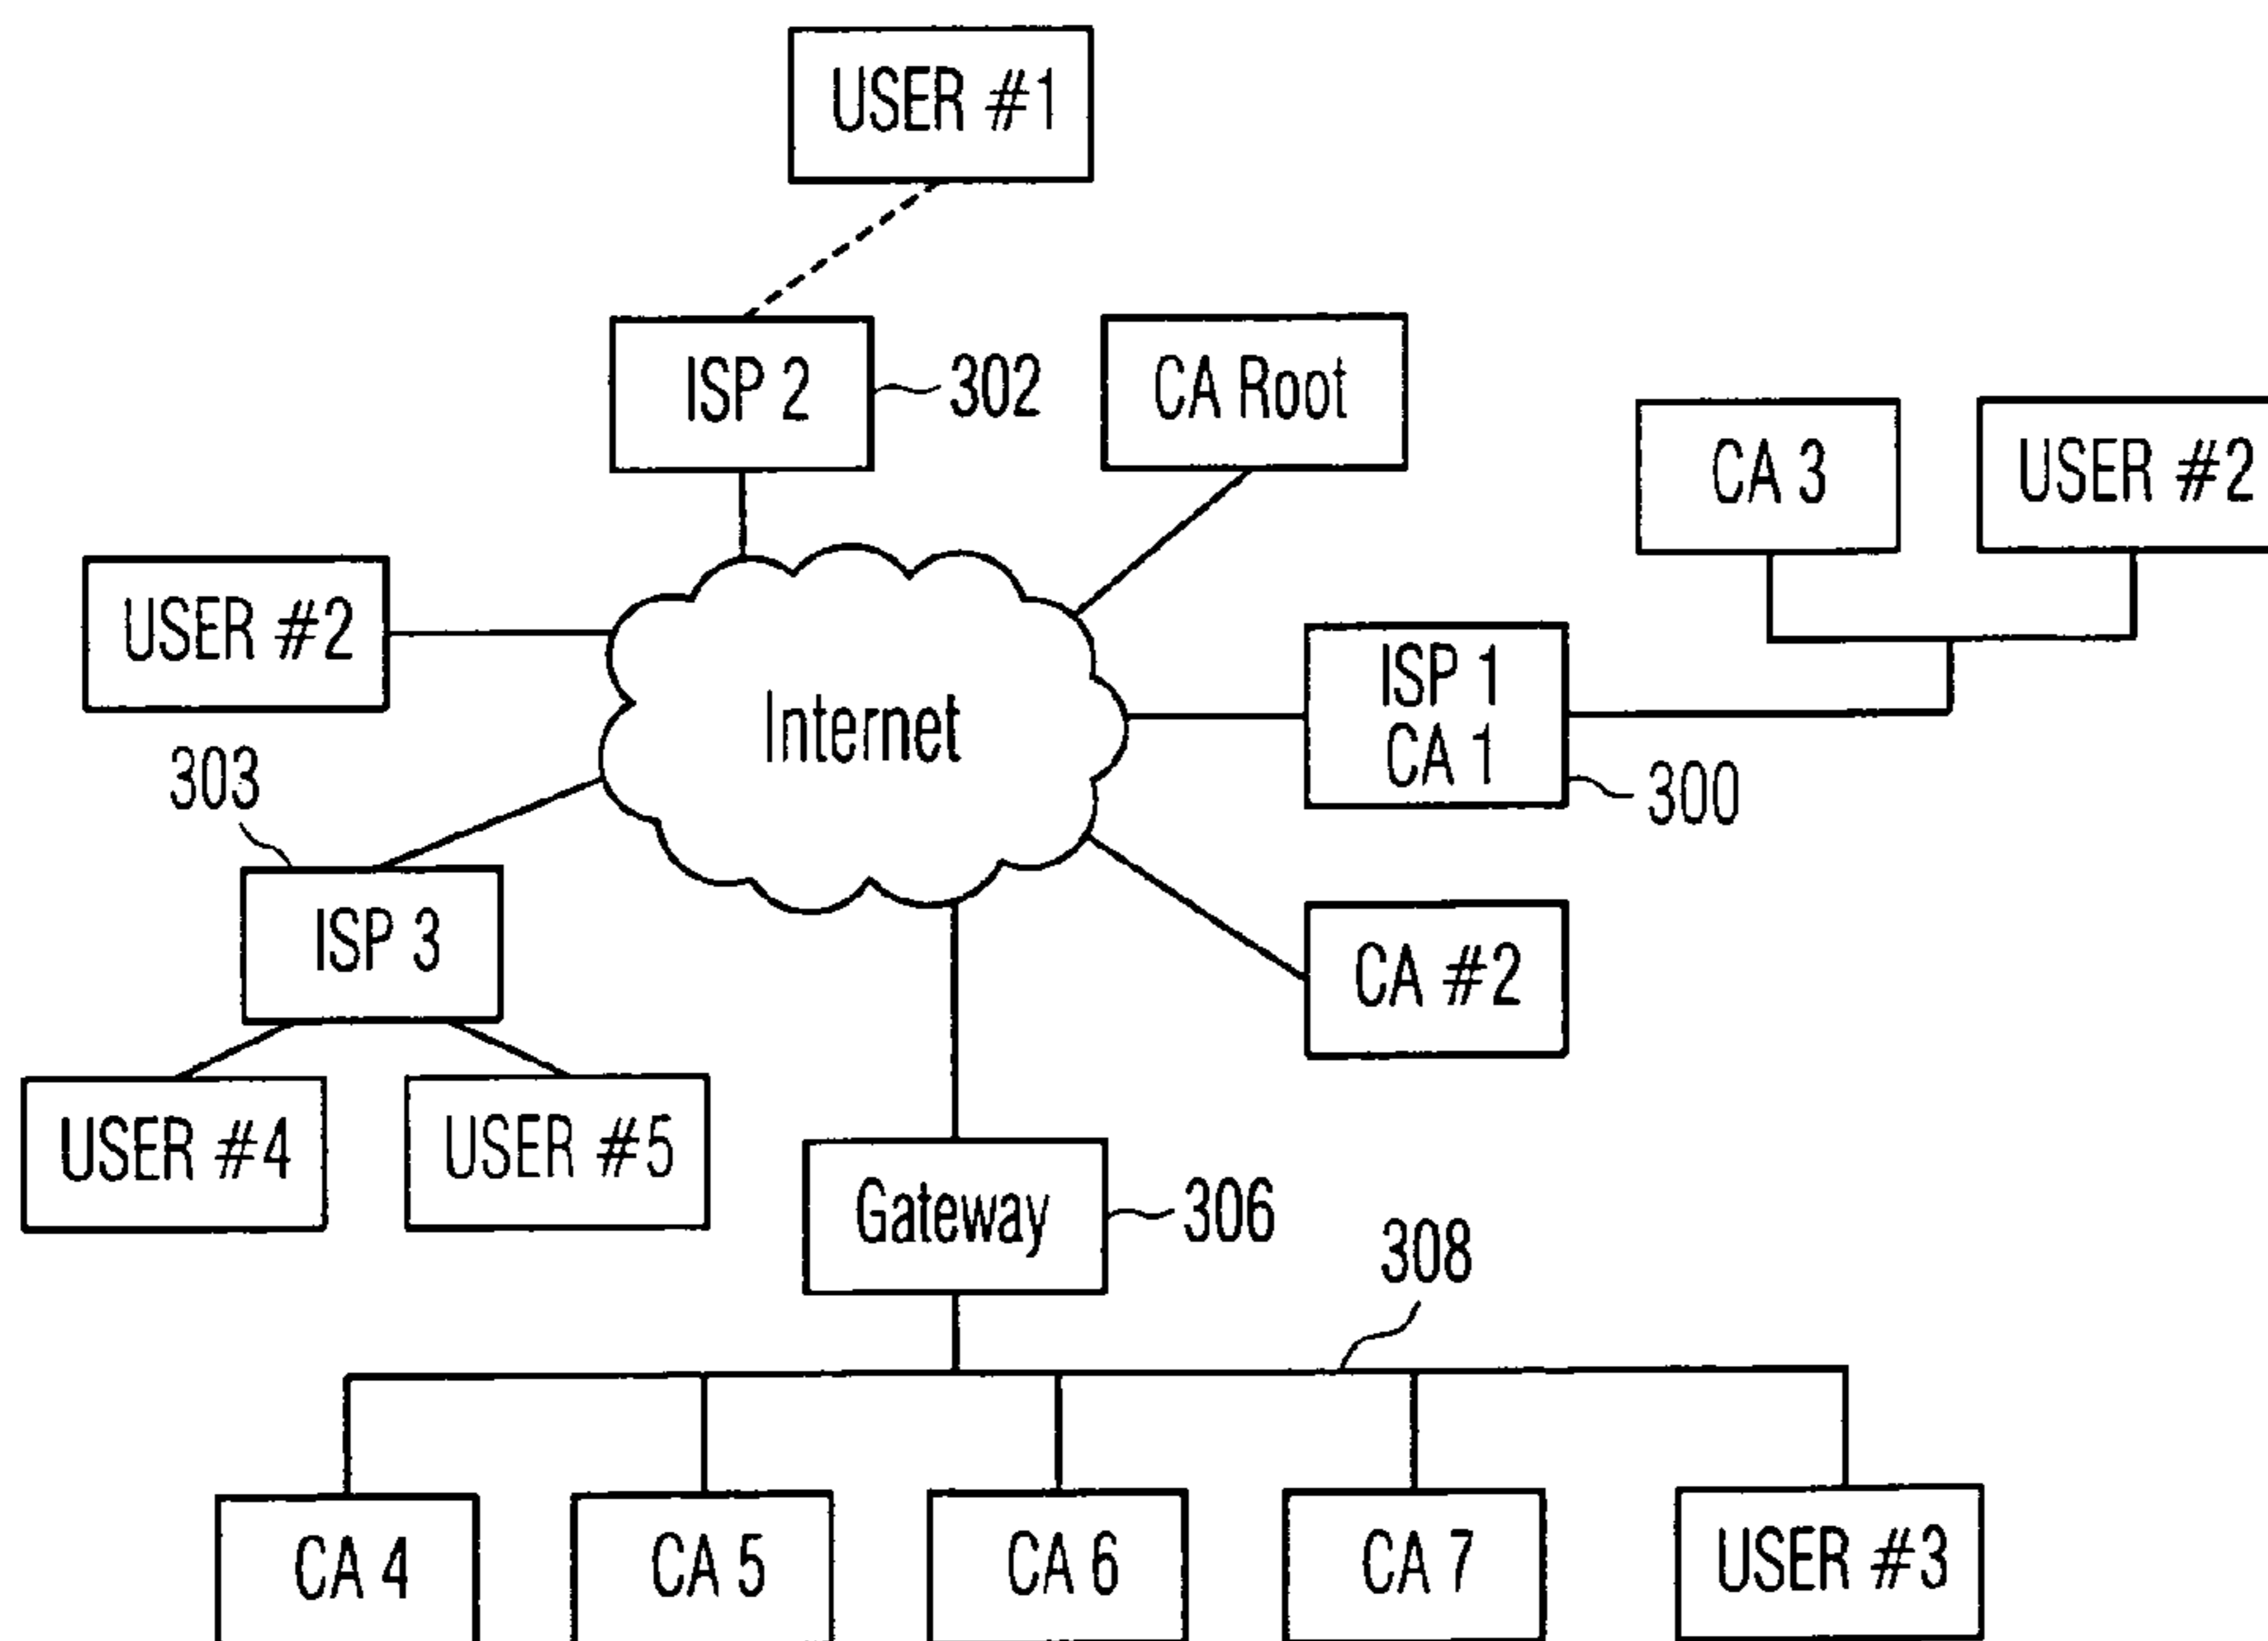 USER #1
ISP 2
302
CA Root
CA 3
USER #2
USER #2
Internet
ISP 1
CA 1
300
303
ISP 3
CA #2
USER #4
USER #5
Gateway
306
308
CA 4
CA 5
CA 6
CA 7
USER #3